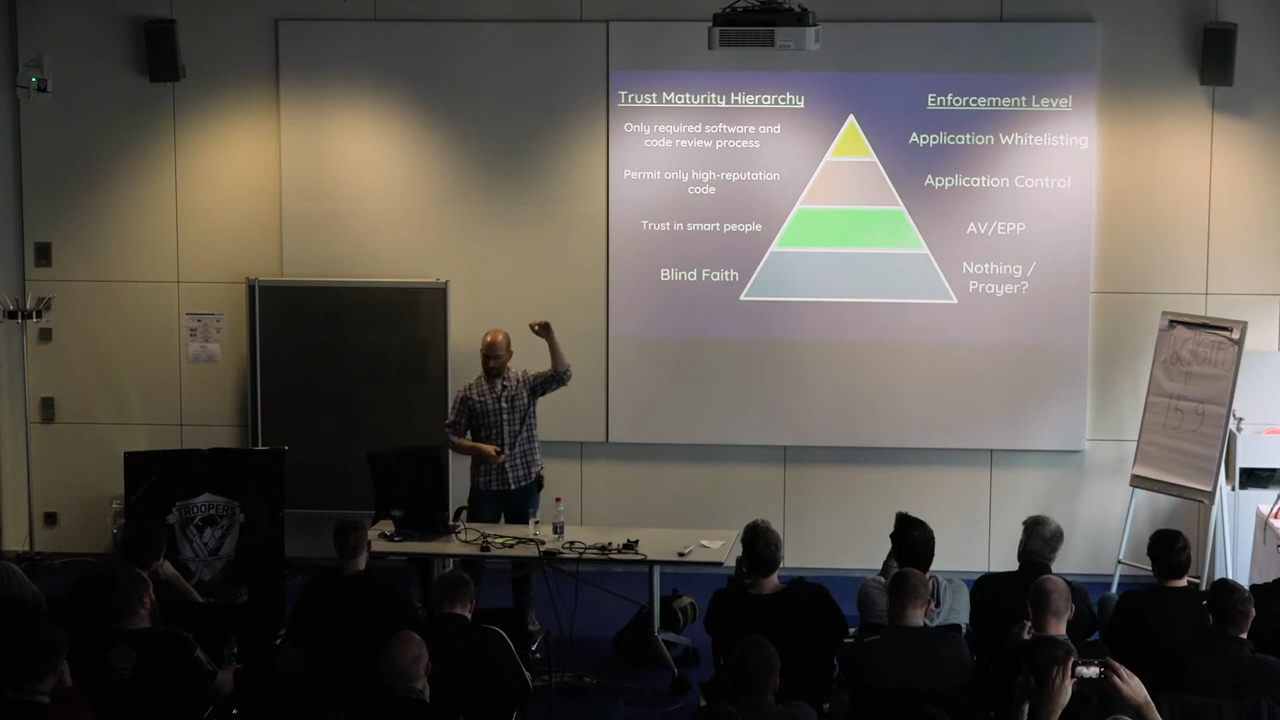 Trust Maturity Hierarchy
Enforcement Level
Only required software and
code review process
Application Whitelisting
Permit only high-reputation
code
Application Control
Trust in smart people
AV/EPP
Blind Faith
Nothing /
Prayer?
TROOPERS
159